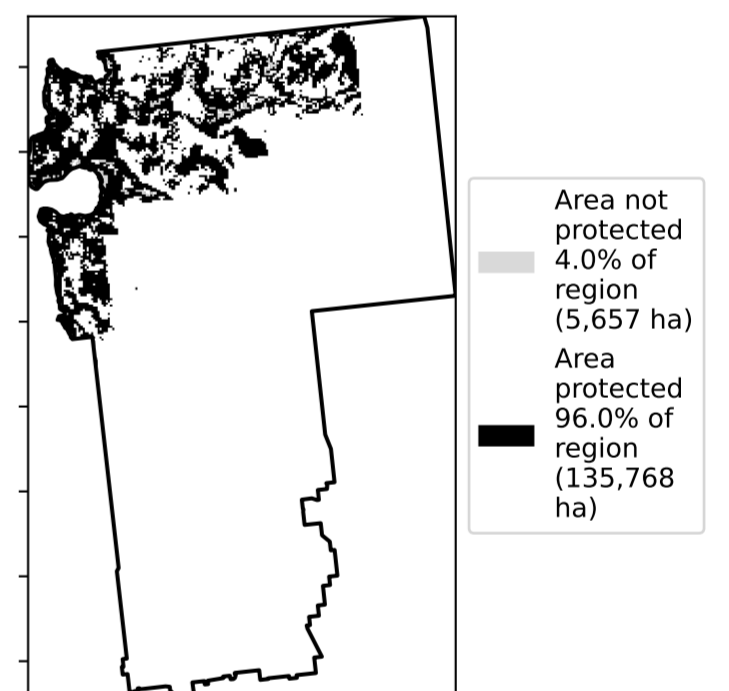 Area not
protected
4.0% of
region
(5,657 ha)
Area
protected
96.0% of
region
(135,768
ha)